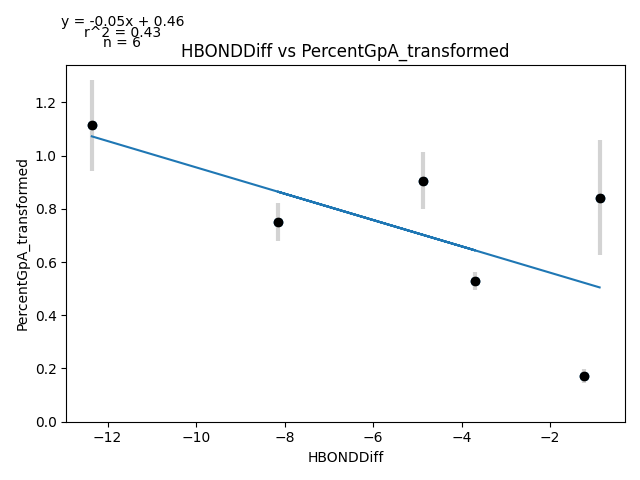 y = -0.05x + 0.46
r^2 = 0.43
n = 6
HBONDDiff vs PercentGpA_transformed
PercentGpA_transformed
1.2
1.0
0.8
0.6
0.4
0.2
0.0
−12 −10 −8 −6 −4 −2
HBONDDiff